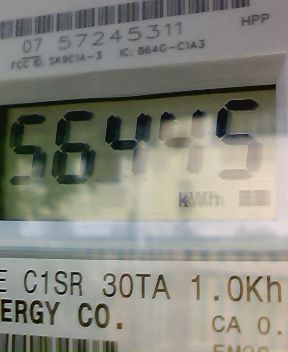 HPP
07 57245311
FCC ID: SK9C1A-3 IC: 864G-C1A3
56445
kWh
E C1SR 30TA 1.0Kh
ERGY CO.
CA 0.